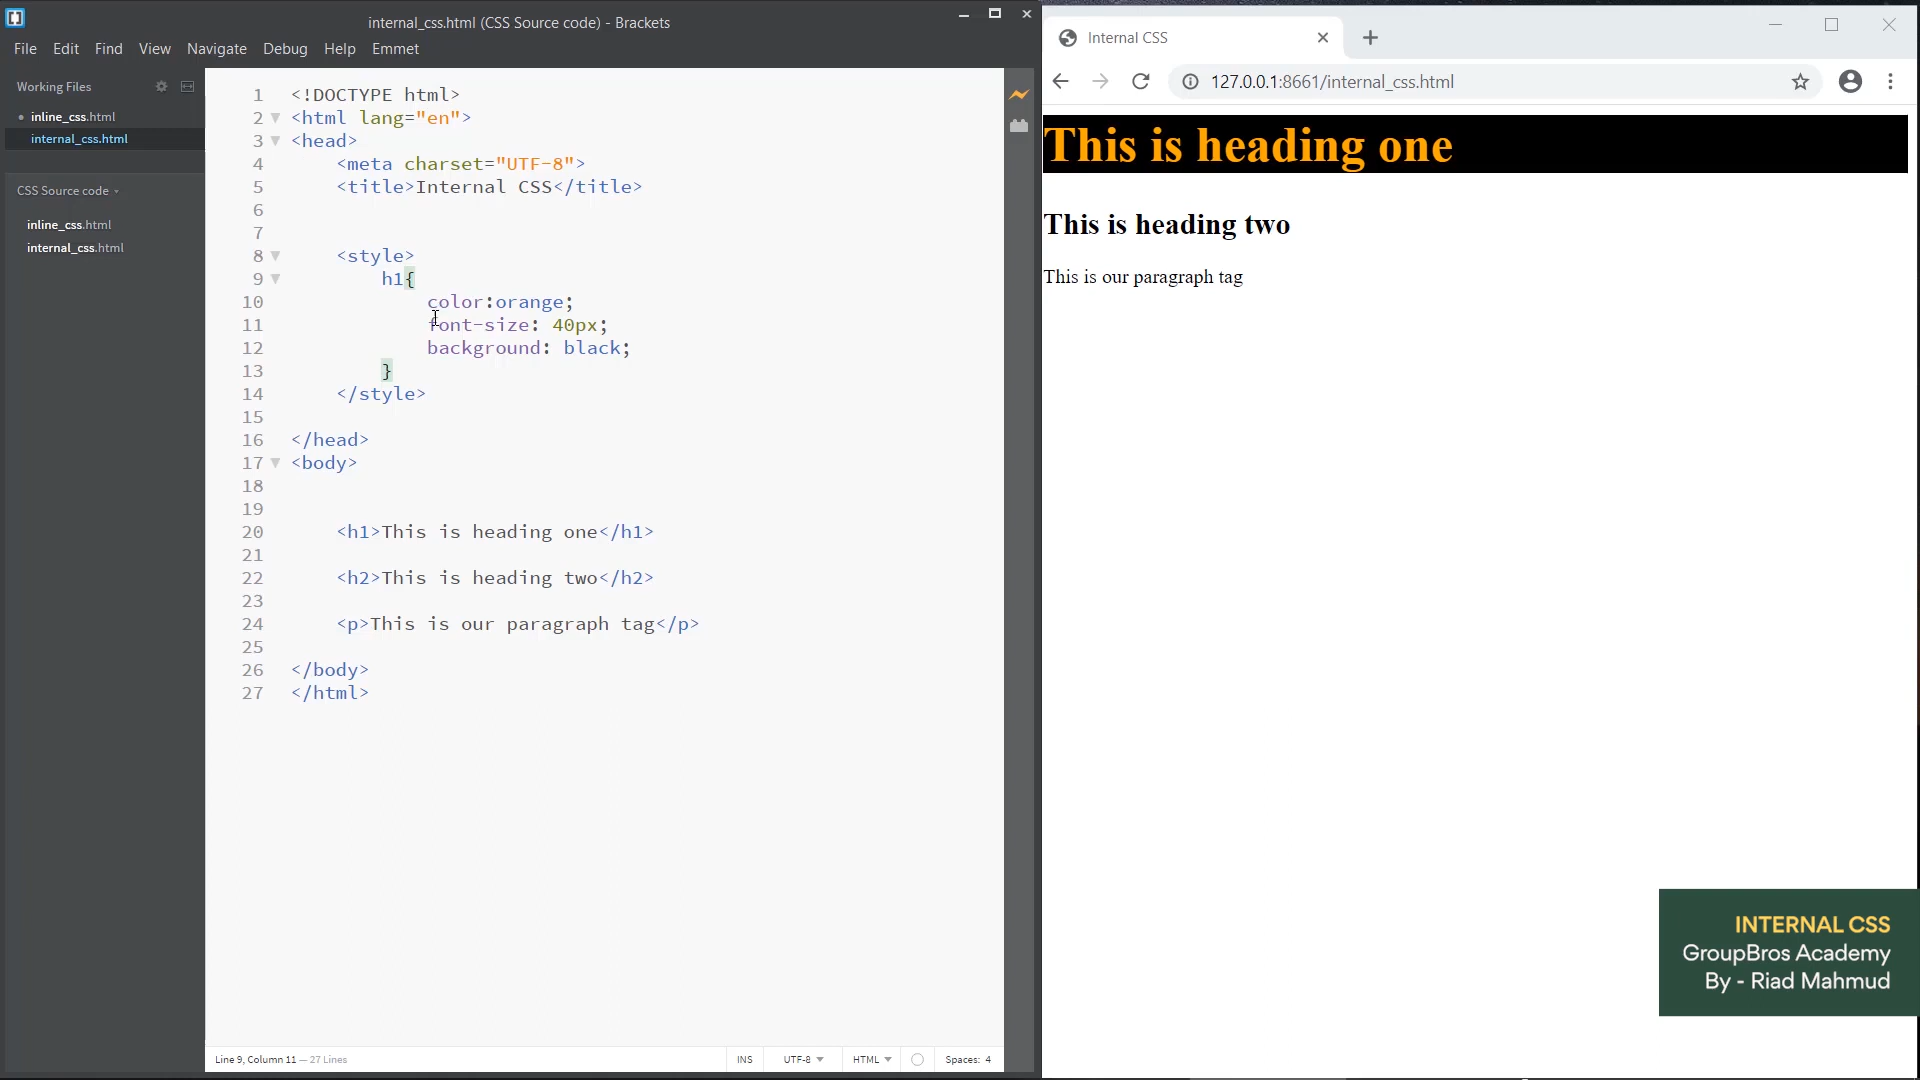 internal_css.html (CSS Source code) - Brackets
File Edit Find View Navigate Debug Help Emmet
Working Files
inline_css.html
internal_css.html
CSS Source code
inline_css.html
internal_css.html
1 <!DOCTYPE html>
2 <html lang="en">
3 <head>
4 <meta charset="UTF-8">
5 <title>Internal CSS</title>
6
7
8 <style>
9 h1{
10 color:orange;
11 font-size: 40px;
12 background: black;
13 }
14 </style>
15
16 </head>
17 <body>
18
19
20 <h1>This is heading one</h1>
21
22 <h2>This is heading two</h2>
23
24 <p>This is our paragraph tag</p>
25
26 </body>
27 </html>
Line 9, Column 11 — 27 Lines
INS UTF-8 HTML Spaces: 4
Internal CSS
127.0.0.1:8661/internal_css.html
This is heading one
This is heading two
This is our paragraph tag
INTERNAL CSS
GroupBros Academy
By - Riad Mahmud